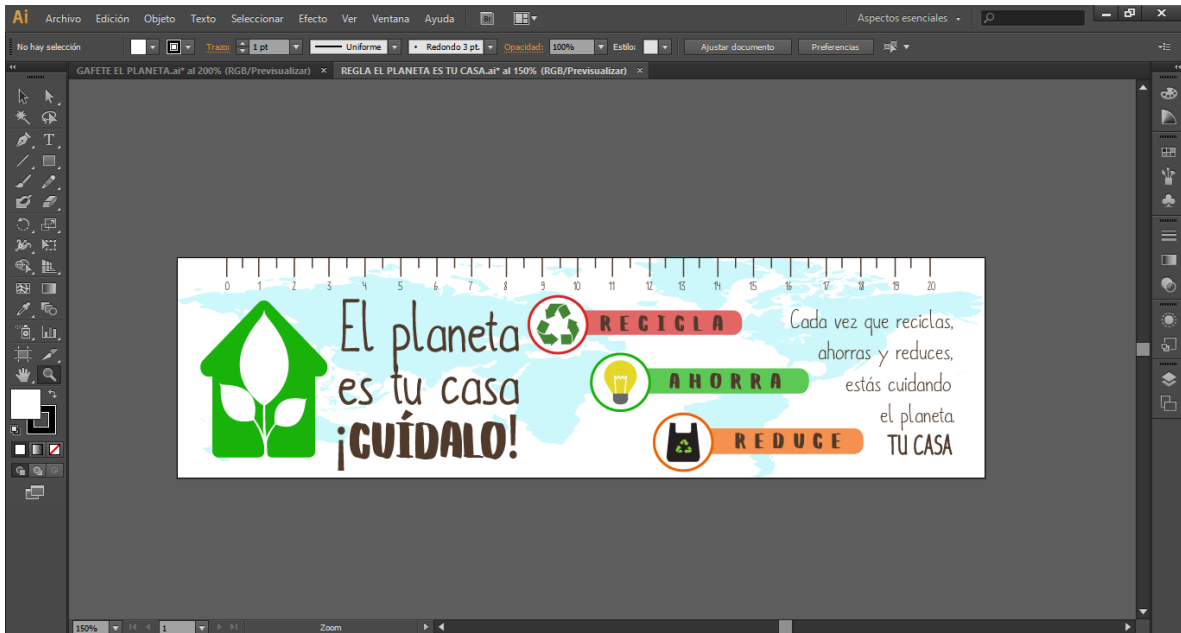 Ai Archivo Edición Objeto Texto Seleccionar Efecto Ver Ventana Ayuda Br Aspectos esenciales
No hay selección Trazo: 1 pt Uniforme Redondo 3 pt. Opacidad: 100% Estilo: Ajustar documento Preferencias
GAFETE EL PLANETA.ai* al 200% (RGB/Previsualizar) × REGLA EL PLANETA ES TU CASA.ai* al 150% (RGB/Previsualizar) ×
0 1 2 3 4 5 6 7 8 9 10 11 12 13 14 15 16 17 18 19 20
El planeta
es tu casa
¡CUÍDALO!
RECICLA
AHORRA
REDUCE
Cada vez que reciclas,
ahorras y reduces,
estás cuidando
el planeta
TU CASA
150% 1 Zoom